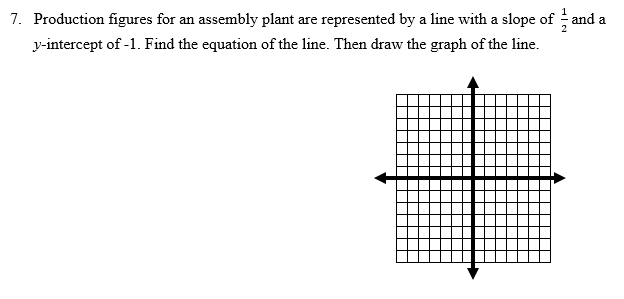 7. Production figures for an assembly plant are represented by a line with a slope of 1/2 and a
y-intercept of -1. Find the equation of the line. Then draw the graph of the line.